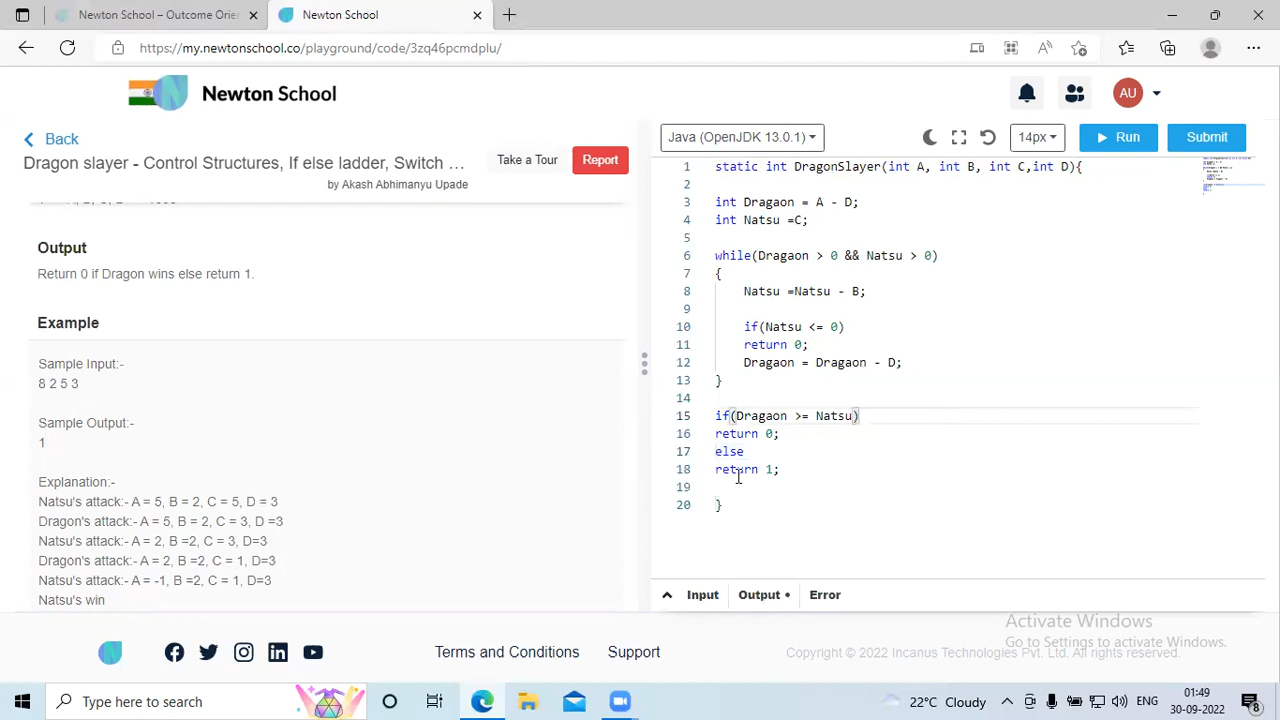 Newton School - Control Orie
Newton School
https://my.newtonschool.co/playground/code/3zq46pcmdplu/
Newton School
AU
Back
Dragon slayer - Control Structures, If else ladder, Switch ...
Take a Tour
Report
by Akash Abhimanyu Upade
Output
Return 0 if Dragon wins else return 1.
Example
Sample Input:-
8 2 5 3
Sample Output:-
1
Explanation:-
Natsu's attack:- A = 5, B = 2, C = 5, D = 3
Dragon's attack:- A = 5, B = 2, C = 3, D =3
Natsu's attack:- A = 2, B =2, C = 3, D=3
Dragon's attack:- A = 2, B =2, C = 1, D=3
Natsu's attack:- A = -1, B =2, C = 1, D=3
Natsu's win
Java (OpenJDK 13.0.1)
14px
Run
Submit
1 static int DragonSlayer(int A, int B, int C,int D){
2
3 int Dragaon = A - D;
4 int Natsu =C;
5
6 while(Dragaon > 0 && Natsu > 0)
7 {
8 Natsu =Natsu - B;
9
10 if(Natsu <= 0)
11 return 0;
12 Dragaon = Dragaon - D;
13 }
14
15 if(Dragaon >= Natsu)
16 return 0;
17 else
18 return 1;
19
20 }
Input
Output •
Error
Activate Windows
Go to Settings to activate Windows.
Terms and Conditions
Support
Copyright © 2022 Incanus Technologies Pvt. Ltd. All rights reserved.
Type here to search
22°C Cloudy
ENG
01:49
30-09-2022
8